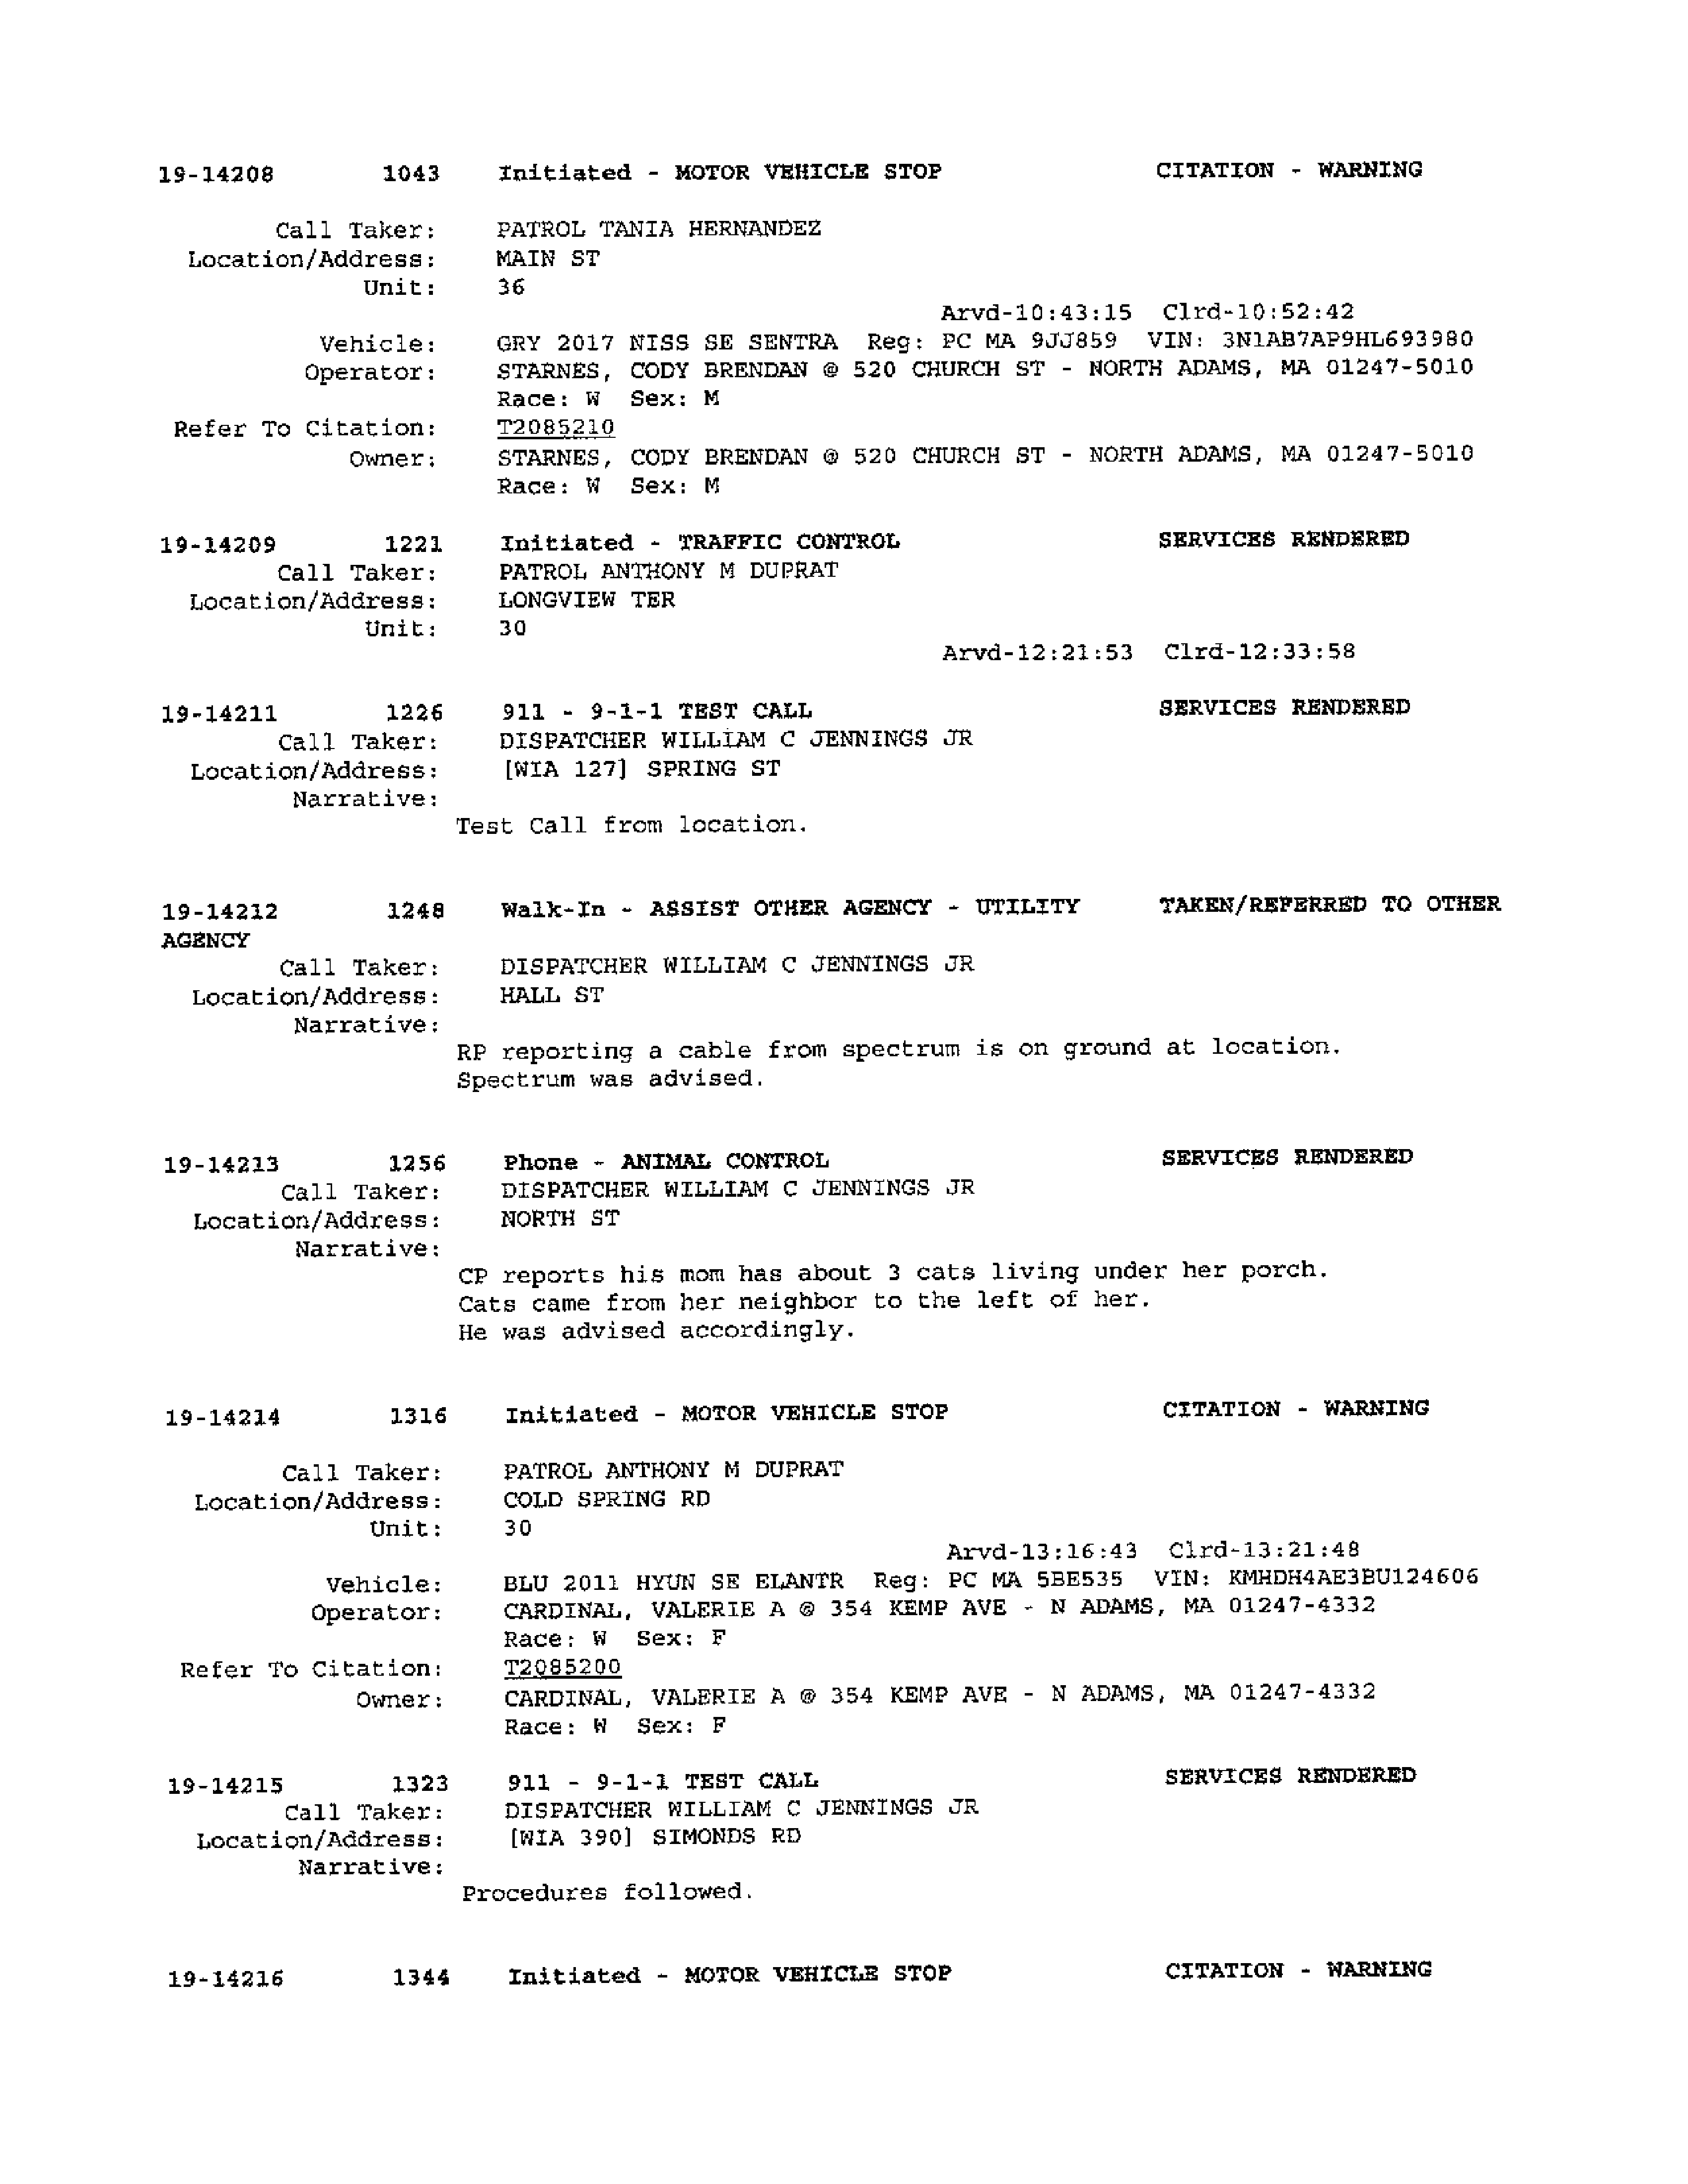 19-14208 1043 Initiated - MOTOR VEHICLE STOP CITATION - WARNING
Call Taker: PATROL TANIA HERNANDEZ
Location/Address: MAIN ST
Unit: 36
Arvd-10:43:15 Clrd-10:52:42
Vehicle: GRY 2017 NISS SE SENTRA Reg: PC MA 9JJ859 VIN: 3N1AB7AP9HL693980
Operator: STARNES, CODY BRENDAN @ 520 CHURCH ST - NORTH ADAMS, MA 01247-5010
Race: W Sex: M
Refer To Citation: T2085210
Owner: STARNES, CODY BRENDAN @ 520 CHURCH ST - NORTH ADAMS, MA 01247-5010
Race: W Sex: M
19-14209 1221 Initiated - TRAFFIC CONTROL SERVICES RENDERED
Call Taker: PATROL ANTHONY M DUPRAT
Location/Address: LONGVIEW TER
Unit: 30
Arvd-12:21:53 Clrd-12:33:58
19-14211 1226 911 - 9-1-1 TEST CALL SERVICES RENDERED
Call Taker: DISPATCHER WILLIAM C JENNINGS JR
Location/Address: [WIA 127] SPRING ST
Narrative:
Test Call from location.
19-14212 1248 Walk-In - ASSIST OTHER AGENCY - UTILITY TAKEN/REFERRED TO OTHER
AGENCY
Call Taker: DISPATCHER WILLIAM C JENNINGS JR
Location/Address: HALL ST
Narrative:
RP reporting a cable from spectrum is on ground at location.
Spectrum was advised.
19-14213 1256 Phone - ANIMAL CONTROL SERVICES RENDERED
Call Taker: DISPATCHER WILLIAM C JENNINGS JR
Location/Address: NORTH ST
Narrative:
CP reports his mom has about 3 cats living under her porch.
Cats came from her neighbor to the left of her.
He was advised accordingly.
19-14214 1316 Initiated - MOTOR VEHICLE STOP CITATION - WARNING
Call Taker: PATROL ANTHONY M DUPRAT
Location/Address: COLD SPRING RD
Unit: 30
Arvd-13:16:43 Clrd-13:21:48
Vehicle: BLU 2011 HYUN SE ELANTR Reg: PC MA 5BE535 VIN: KMHDH4AE3BU124606
Operator: CARDINAL, VALERIE A @ 354 KEMP AVE - N ADAMS, MA 01247-4332
Race: W Sex: F
Refer To Citation: T2085200
Owner: CARDINAL, VALERIE A @ 354 KEMP AVE - N ADAMS, MA 01247-4332
Race: W Sex: F
19-14215 1323 911 - 9-1-1 TEST CALL SERVICES RENDERED
Call Taker: DISPATCHER WILLIAM C JENNINGS JR
Location/Address: [WIA 390] SIMONDS RD
Narrative:
Procedures followed.
19-14216 1344 Initiated - MOTOR VEHICLE STOP CITATION - WARNING